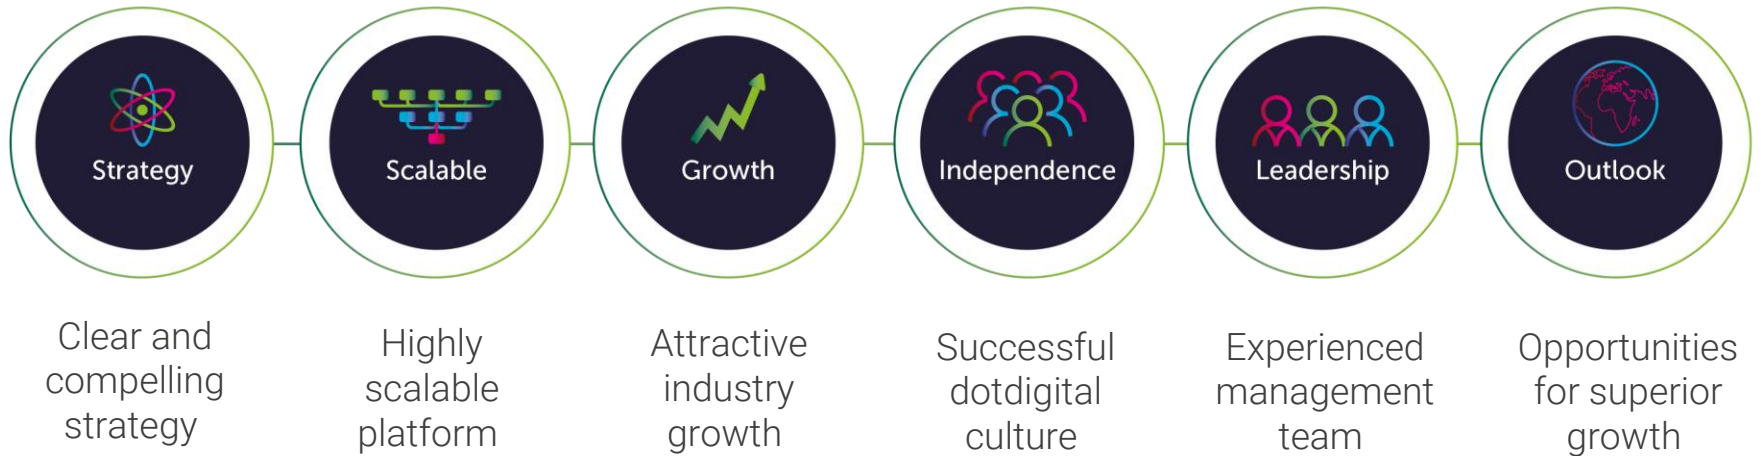 Strategy
Scalable
Growth
Independence
Leadership
Outlook
Clear and
compelling
strategy
Highly
scalable
platform
Attractive
industry
growth
Successful
dotdigital
culture
Experienced
management
team
Opportunities
for superior
growth